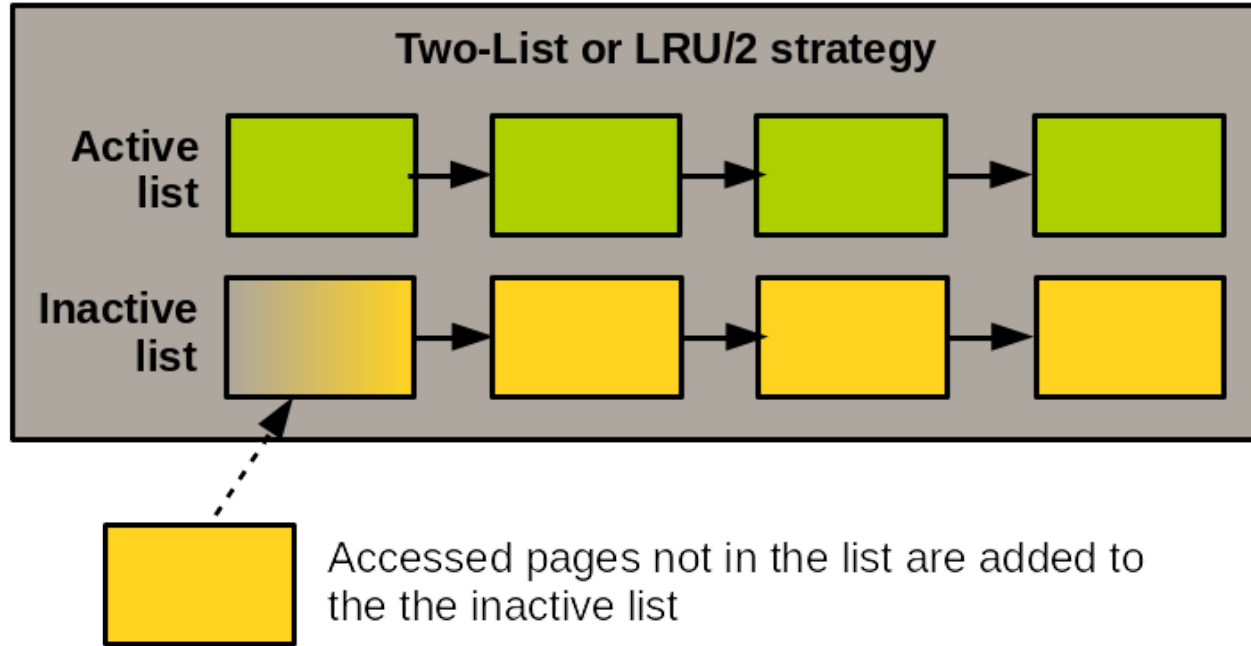 Two-List or LRU/2 strategy
Active
list
Inactive
list
Accessed pages not in the list are added to
the the inactive list